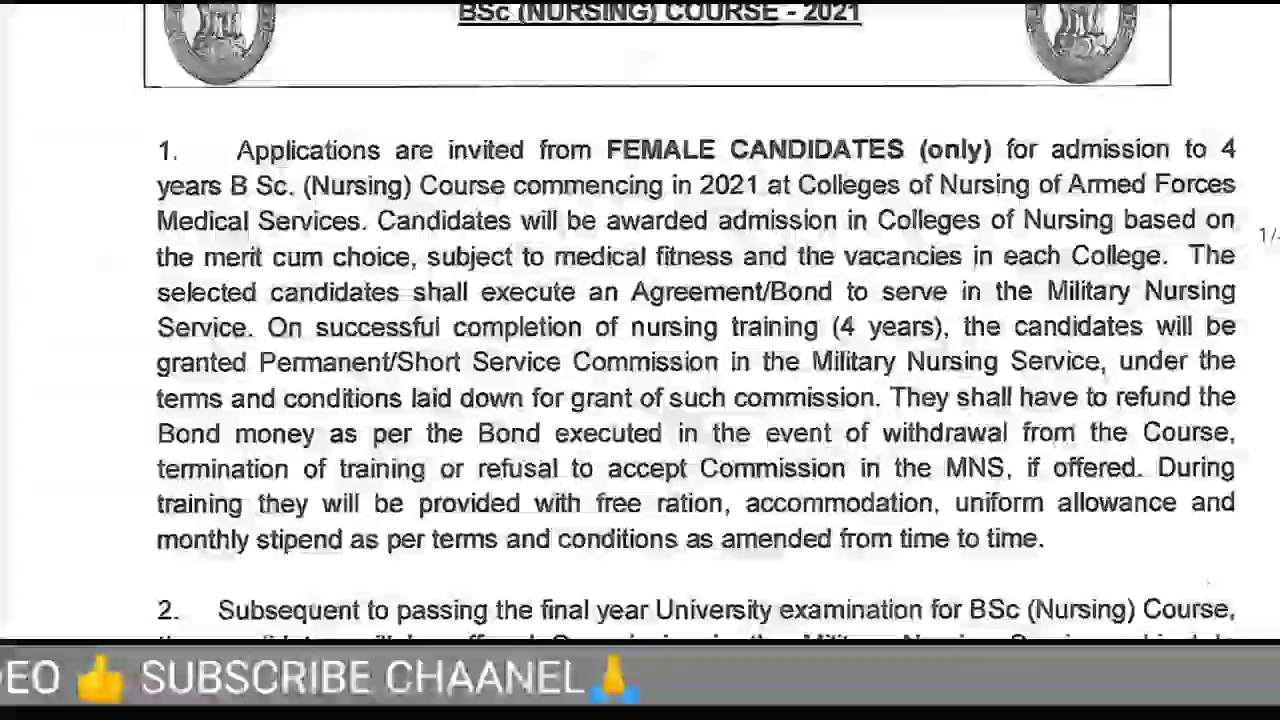 BSc (NURSING) COURSE - 2021
1. Applications are invited from FEMALE CANDIDATES (only) for admission to 4
years B Sc. (Nursing) Course commencing in 2021 at Colleges of Nursing of Armed Forces
Medical Services. Candidates will be awarded admission in Colleges of Nursing based on
the merit cum choice, subject to medical fitness and the vacancies in each College. The
selected candidates shall execute an Agreement/Bond to serve in the Military Nursing
Service. On successful completion of nursing training (4 years), the candidates will be
granted Permanent/Short Service Commission in the Military Nursing Service, under the
terms and conditions laid down for grant of such commission. They shall have to refund the
Bond money as per the Bond executed in the event of withdrawal from the Course,
termination of training or refusal to accept Commission in the MNS, if offered. During
training they will be provided with free ration, accommodation, uniform allowance and
monthly stipend as per terms and conditions as amended from time to time.
1/
2. Subsequent to passing the final year University examination for BSc (Nursing) Course,
DEO 👍 SUBSCRIBE CHAANEL🙏